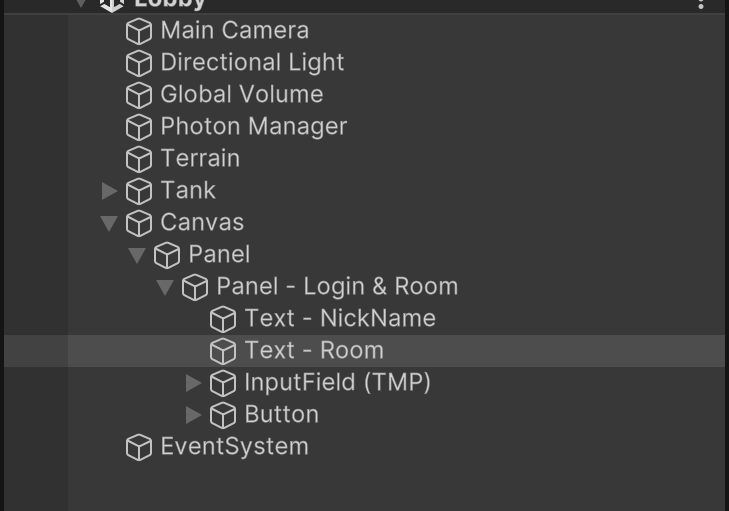 Lobby
Main Camera
Directional Light
Global Volume
Photon Manager
Terrain
Tank
Canvas
Panel
Panel - Login & Room
Text - NickName
Text - Room
InputField (TMP)
Button
EventSystem